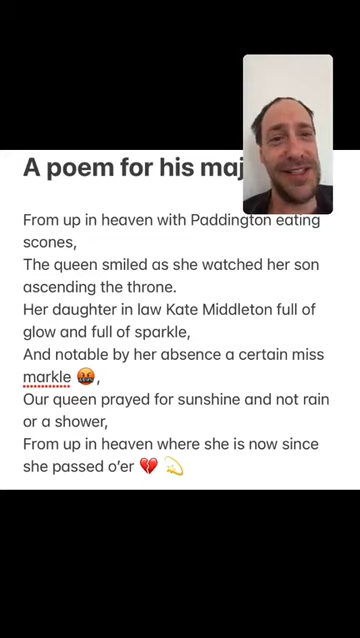 A poem for his maj
From up in heaven with Paddington eating
scones,
The queen smiled as she watched her son
ascending the throne.
Her daughter in law Kate Middleton full of
glow and full of sparkle,
And notable by her absence a certain miss
markle 🤬,
Our queen prayed for sunshine and not rain
or a shower,
From up in heaven where she is now since
she passed o’er 💔 💫